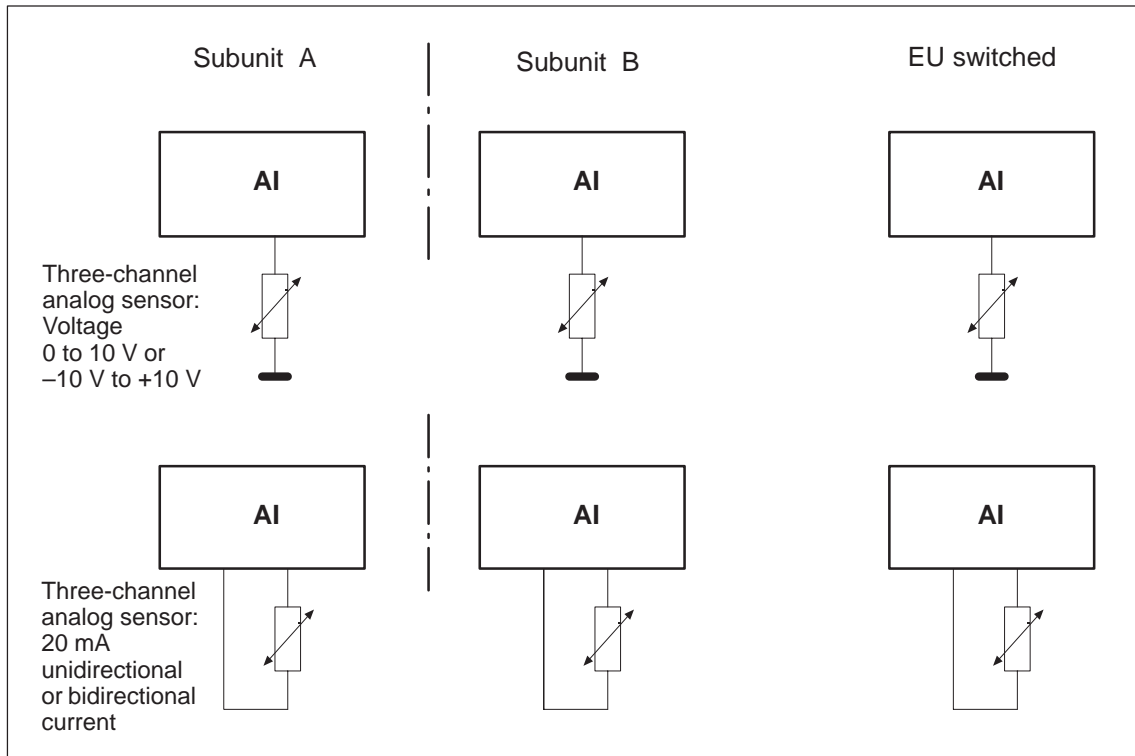 Subunit A
Subunit B
EU switched
AI
AI
AI
Three-channel
analog sensor:
Voltage
0 to 10 V or
–10 V to +10 V
AI
AI
AI
Three-channel
analog sensor:
20 mA
unidirectional
or bidirectional
current